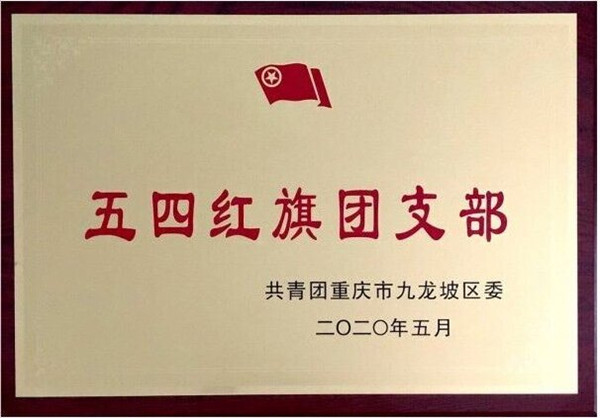 五四红旗团支部
共青团重庆市九龙坡区委
二〇二〇年五月